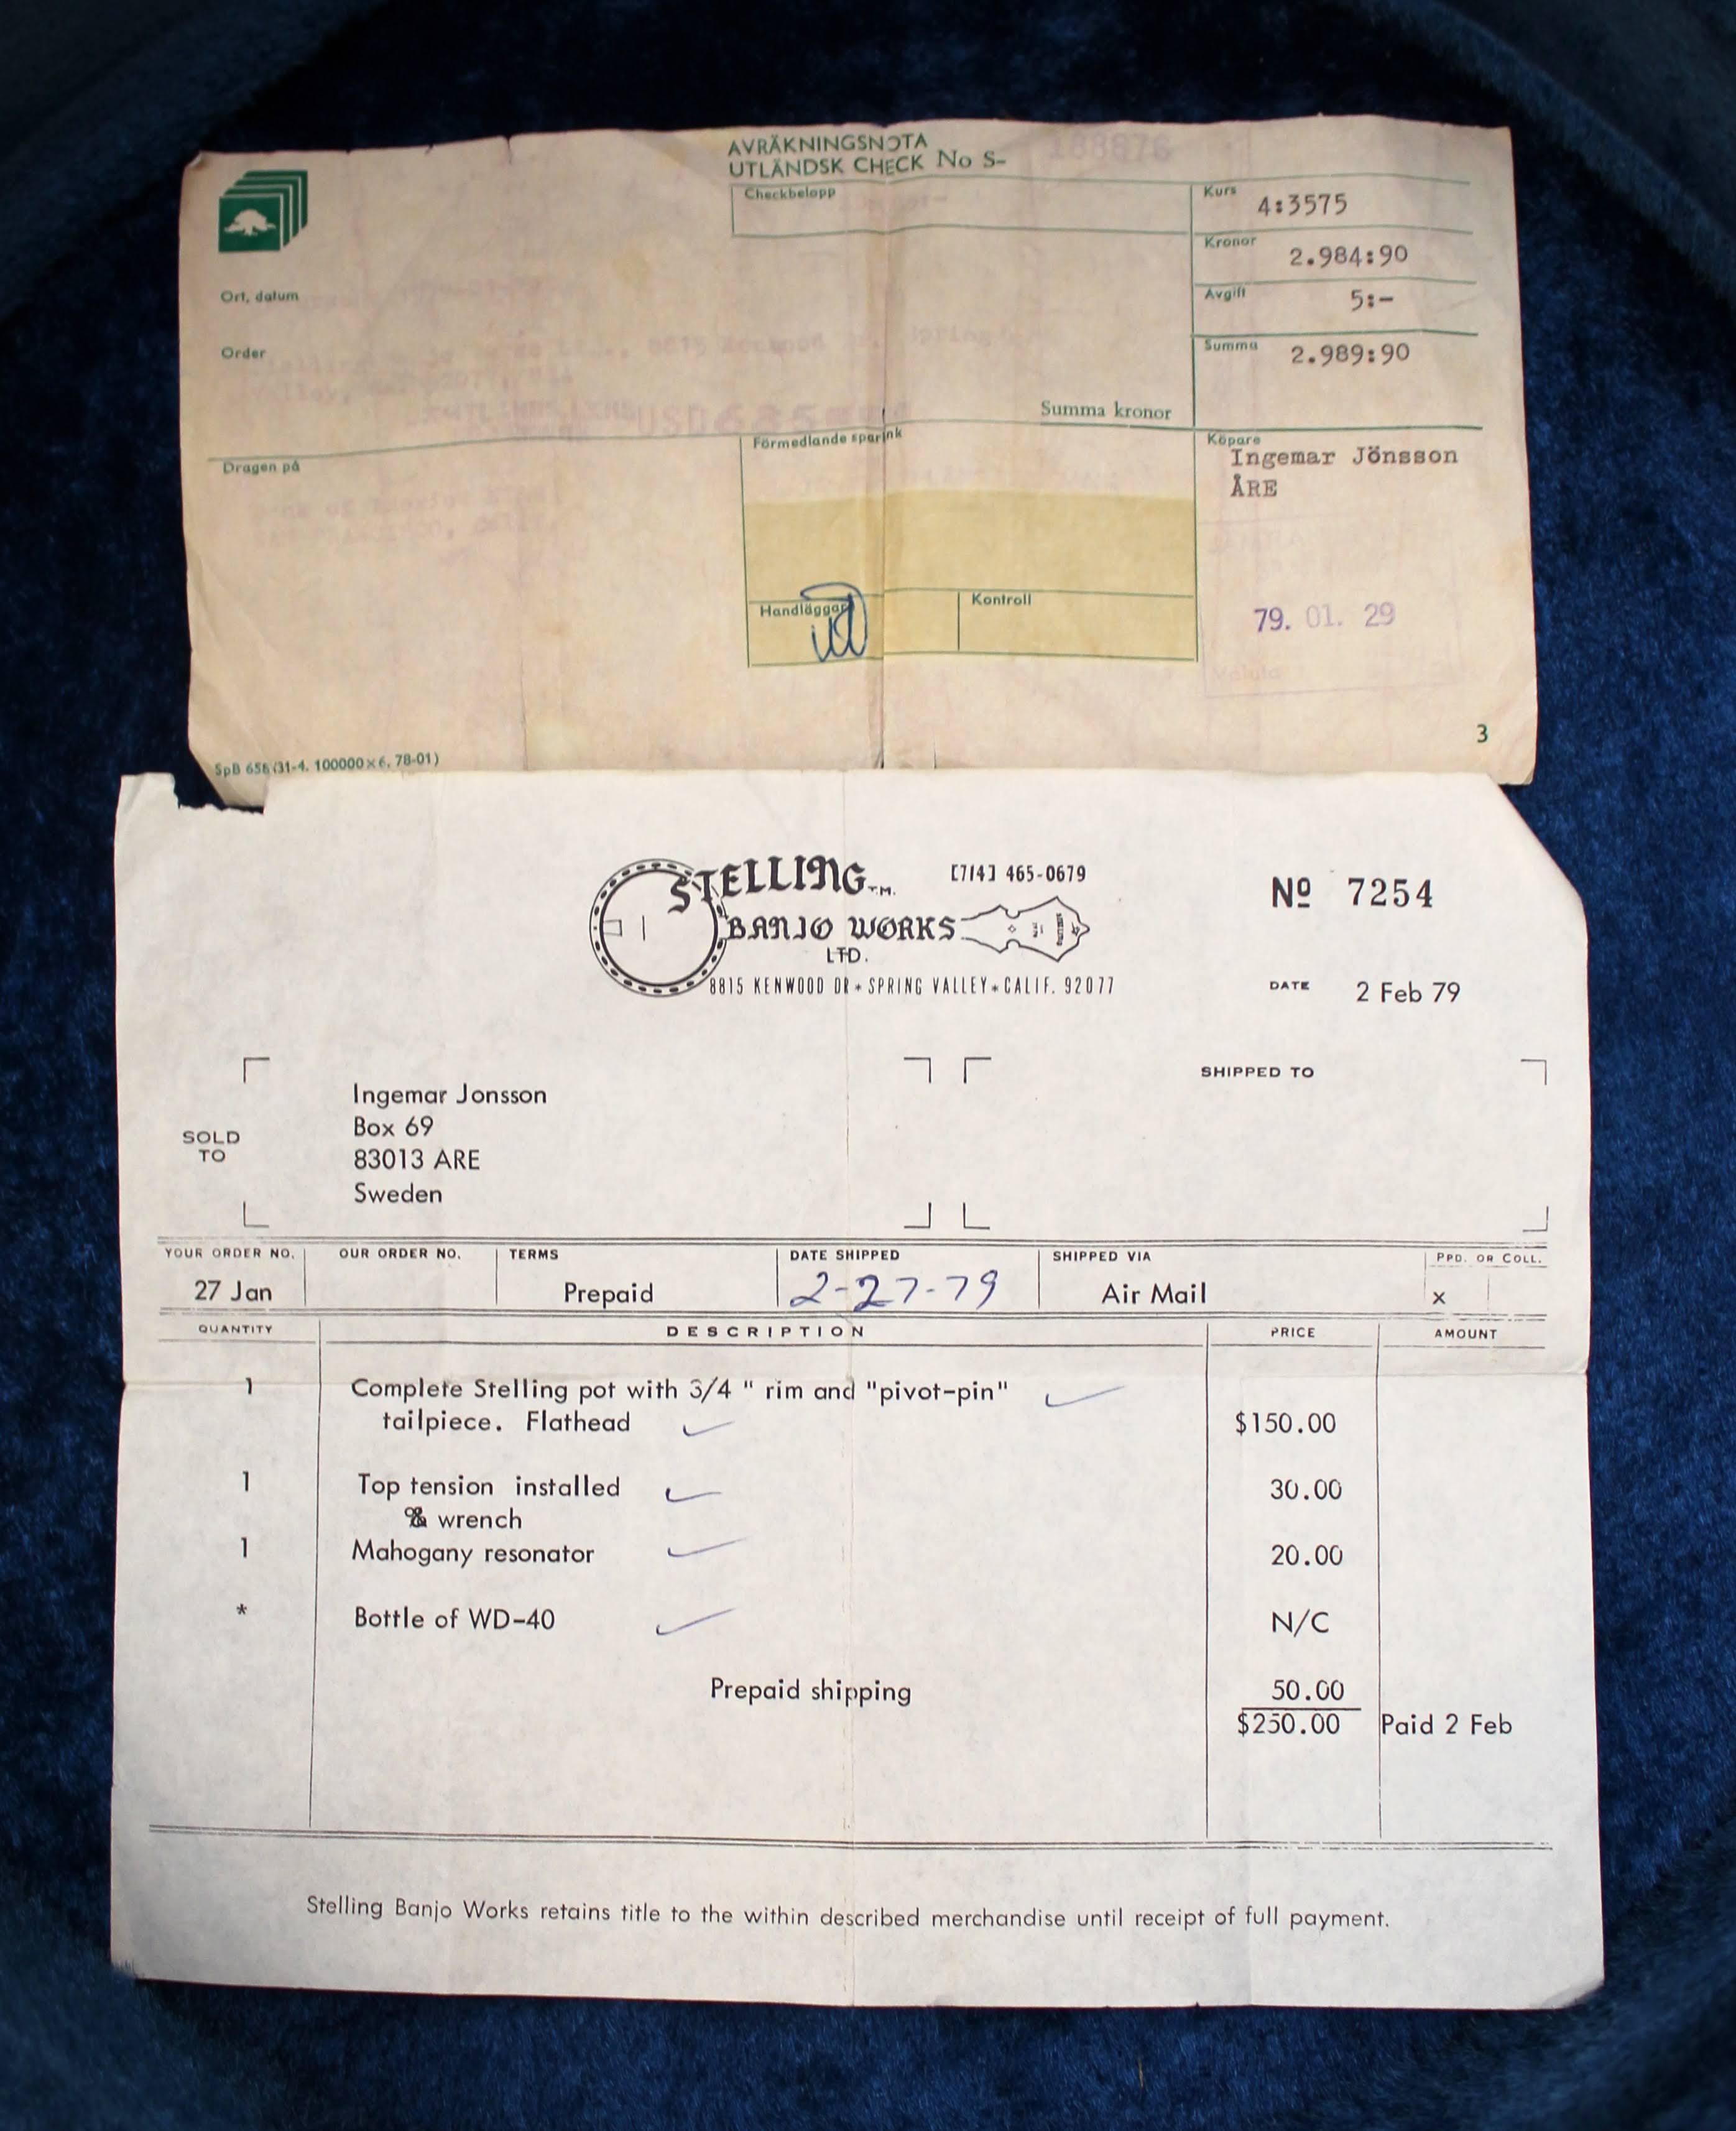 AVRÄKNINGSNOTA
UTLÄNDSK CHECK No S- 188876
Checkbelopp
Kurs 4:3575
Kronor 2.984:90
Avgift 5:-
Summa 2.989:90
Ort, datum
Order
Summa kronor
Dragen på
Förmedlande sparbank
Köpare
Ingemar Jönsson
ÅRE
Handläggare
Kontroll
79. 01. 29
Valuta
3
SpB 658 (31-4. 100000×6. 78-01)
STELLING T.M. [714] 465-0679
BANJO WORKS
LTD.
8815 KENWOOD DR * SPRING VALLEY * CALIF. 92077
Nº 7254
DATE 2 Feb 79
SOLD TO
Ingemar Jonsson
Box 69
83013 ARE
Sweden
SHIPPED TO
YOUR ORDER NO. OUR ORDER NO. TERMS DATE SHIPPED SHIPPED VIA PPD. OR COLL.
27 Jan Prepaid 2-27-79 Air Mail x
QUANTITY DESCRIPTION PRICE AMOUNT
1 Complete Stelling pot with 3/4 " rim and "pivot-pin"
tailpiece. Flathead $150.00
1 Top tension installed 30.00
& wrench
1 Mahogany resonator 20.00
* Bottle of WD-40 N/C
Prepaid shipping 50.00
$250.00 Paid 2 Feb
Stelling Banjo Works retains title to the within described merchandise until receipt of full payment.